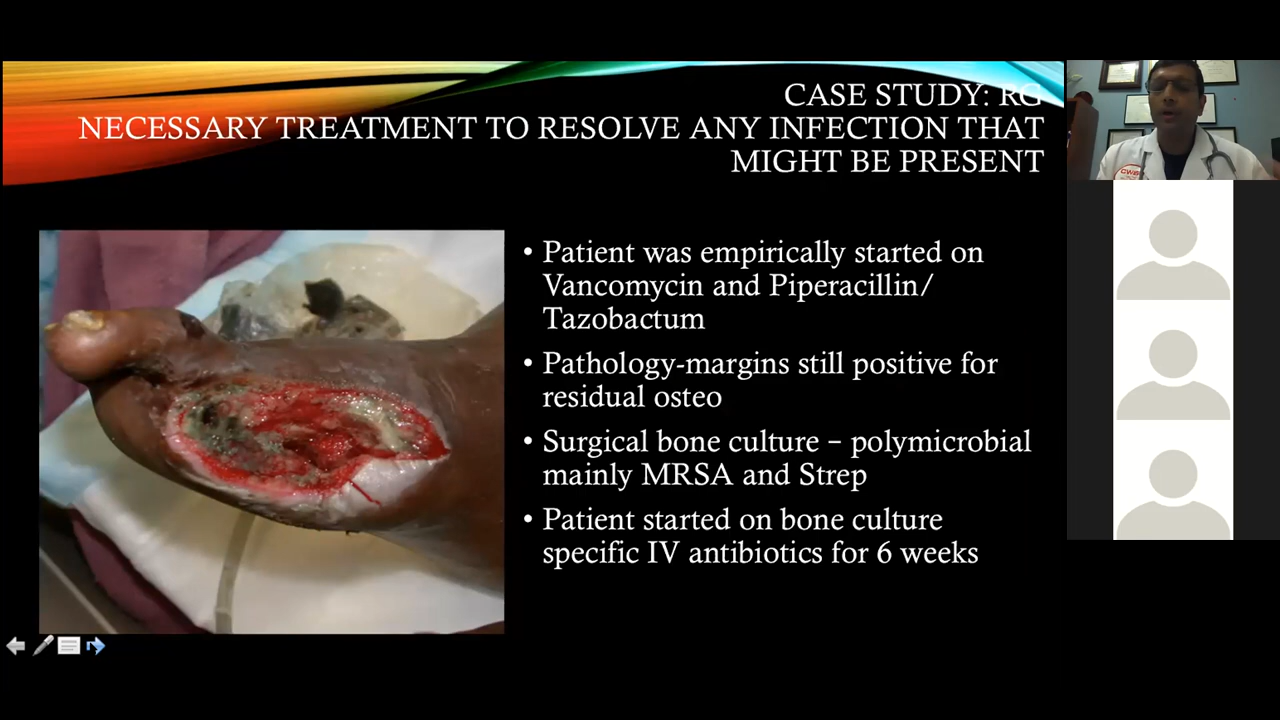 CASE STUDY: RG
NECESSARY TREATMENT TO RESOLVE ANY INFECTION THAT
MIGHT BE PRESENT
• Patient was empirically started on
Vancomycin and Piperacillin/
Tazobactum
• Pathology-margins still positive for
residual osteo
• Surgical bone culture – polymicrobial
mainly MRSA and Strep
• Patient started on bone culture
specific IV antibiotics for 6 weeks